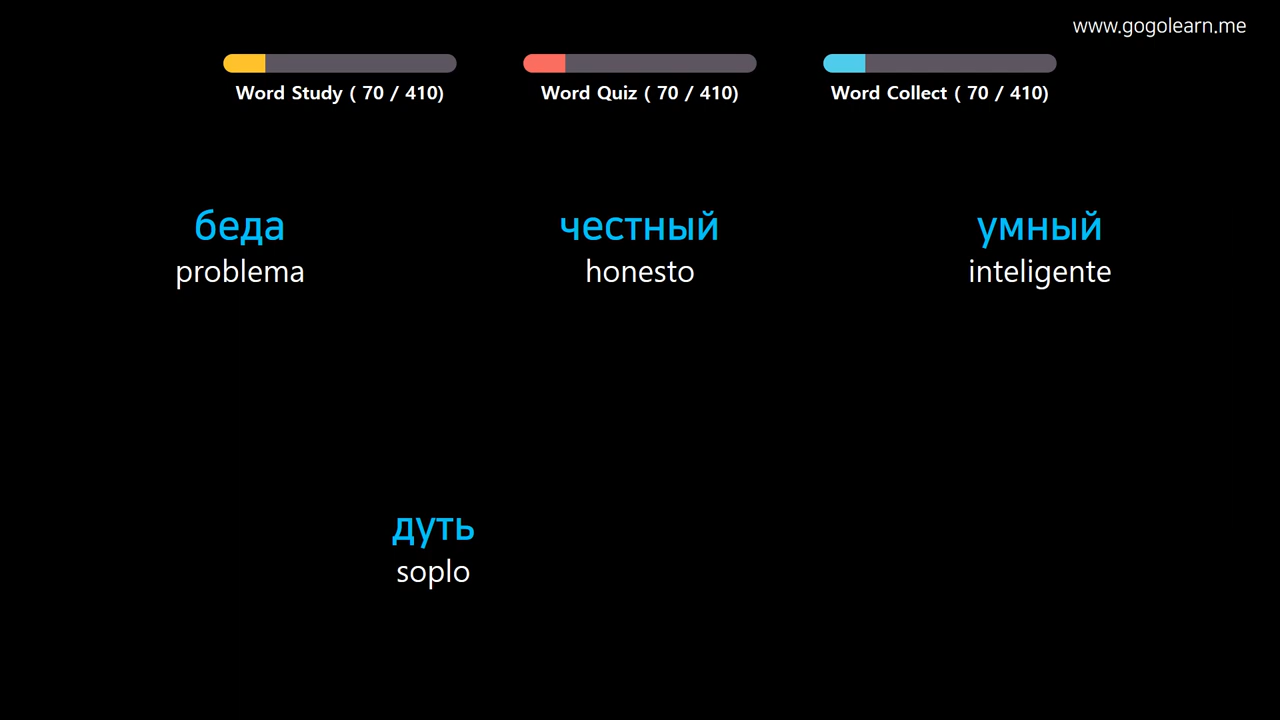 www.gogolearn.me
Word Study ( 70 / 410)
Word Quiz ( 70 / 410)
Word Collect ( 70 / 410)
беда
problema
честный
honesto
умный
inteligente
дуть
soplo